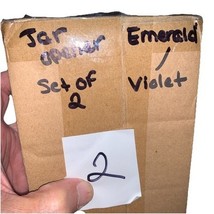 Jar
opener
Set of
2
Emerald
/
Violet
2